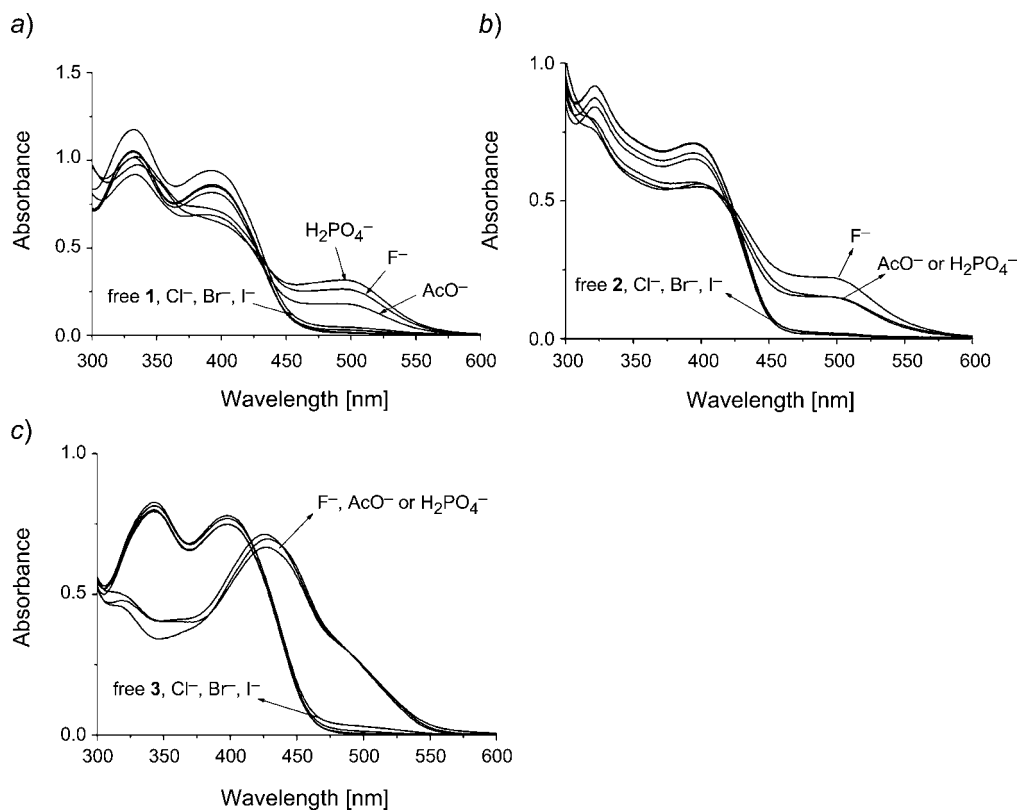 a)
1.5
1.0
0.5
0.0
Absorbance
H₂PO₄⁻
F⁻
AcO⁻
free 1, Cl⁻, Br⁻, I⁻
300 350 400 450 500 550 600
Wavelength [nm]
b)
1.0
0.5
0.0
Absorbance
F⁻
AcO⁻ or H₂PO₄⁻
free 2, Cl⁻, Br⁻, I⁻
300 350 400 450 500 550 600
Wavelength [nm]
c)
1.0
0.5
0.0
Absorbance
F⁻, AcO⁻ or H₂PO₄⁻
free 3, Cl⁻, Br⁻, I⁻
300 350 400 450 500 550 600
Wavelength [nm]